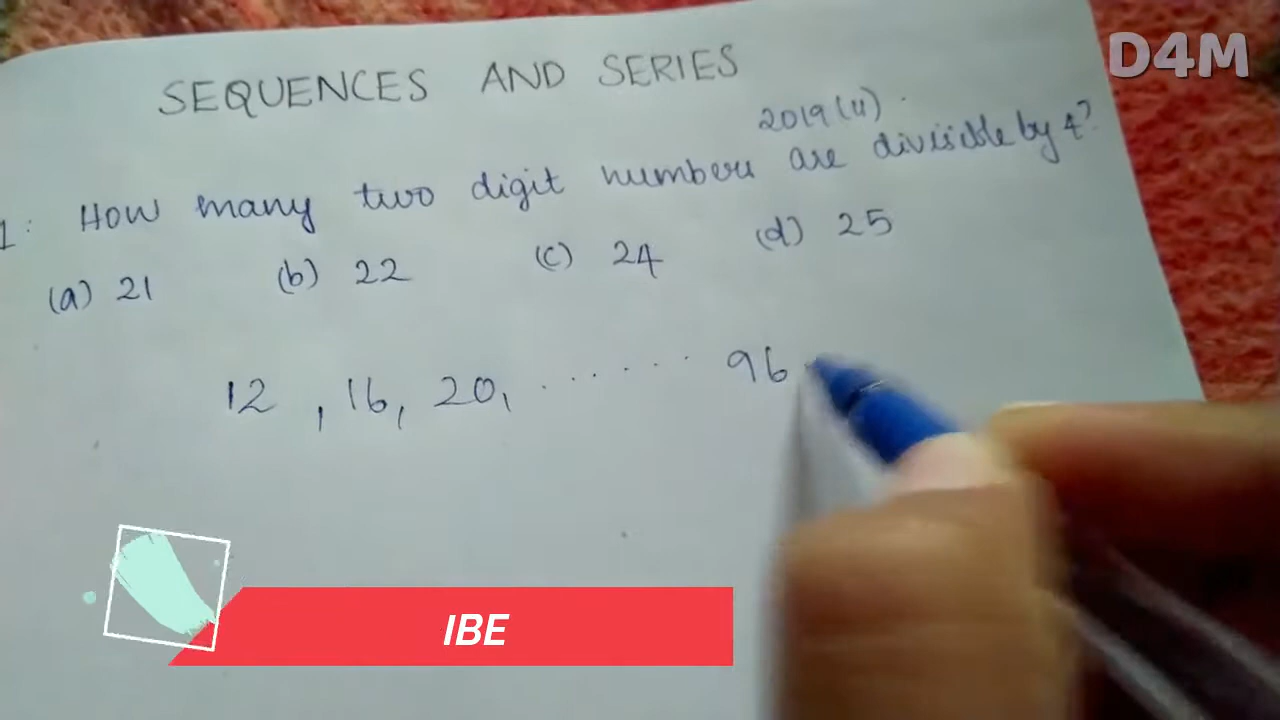 D4M
SEQUENCES AND SERIES
2019 (II)
1: How many two digit numbers are divisible by 4?
(a) 21 (b) 22 (c) 24 (d) 25
12 , 16, 20, ....... 96
IBE